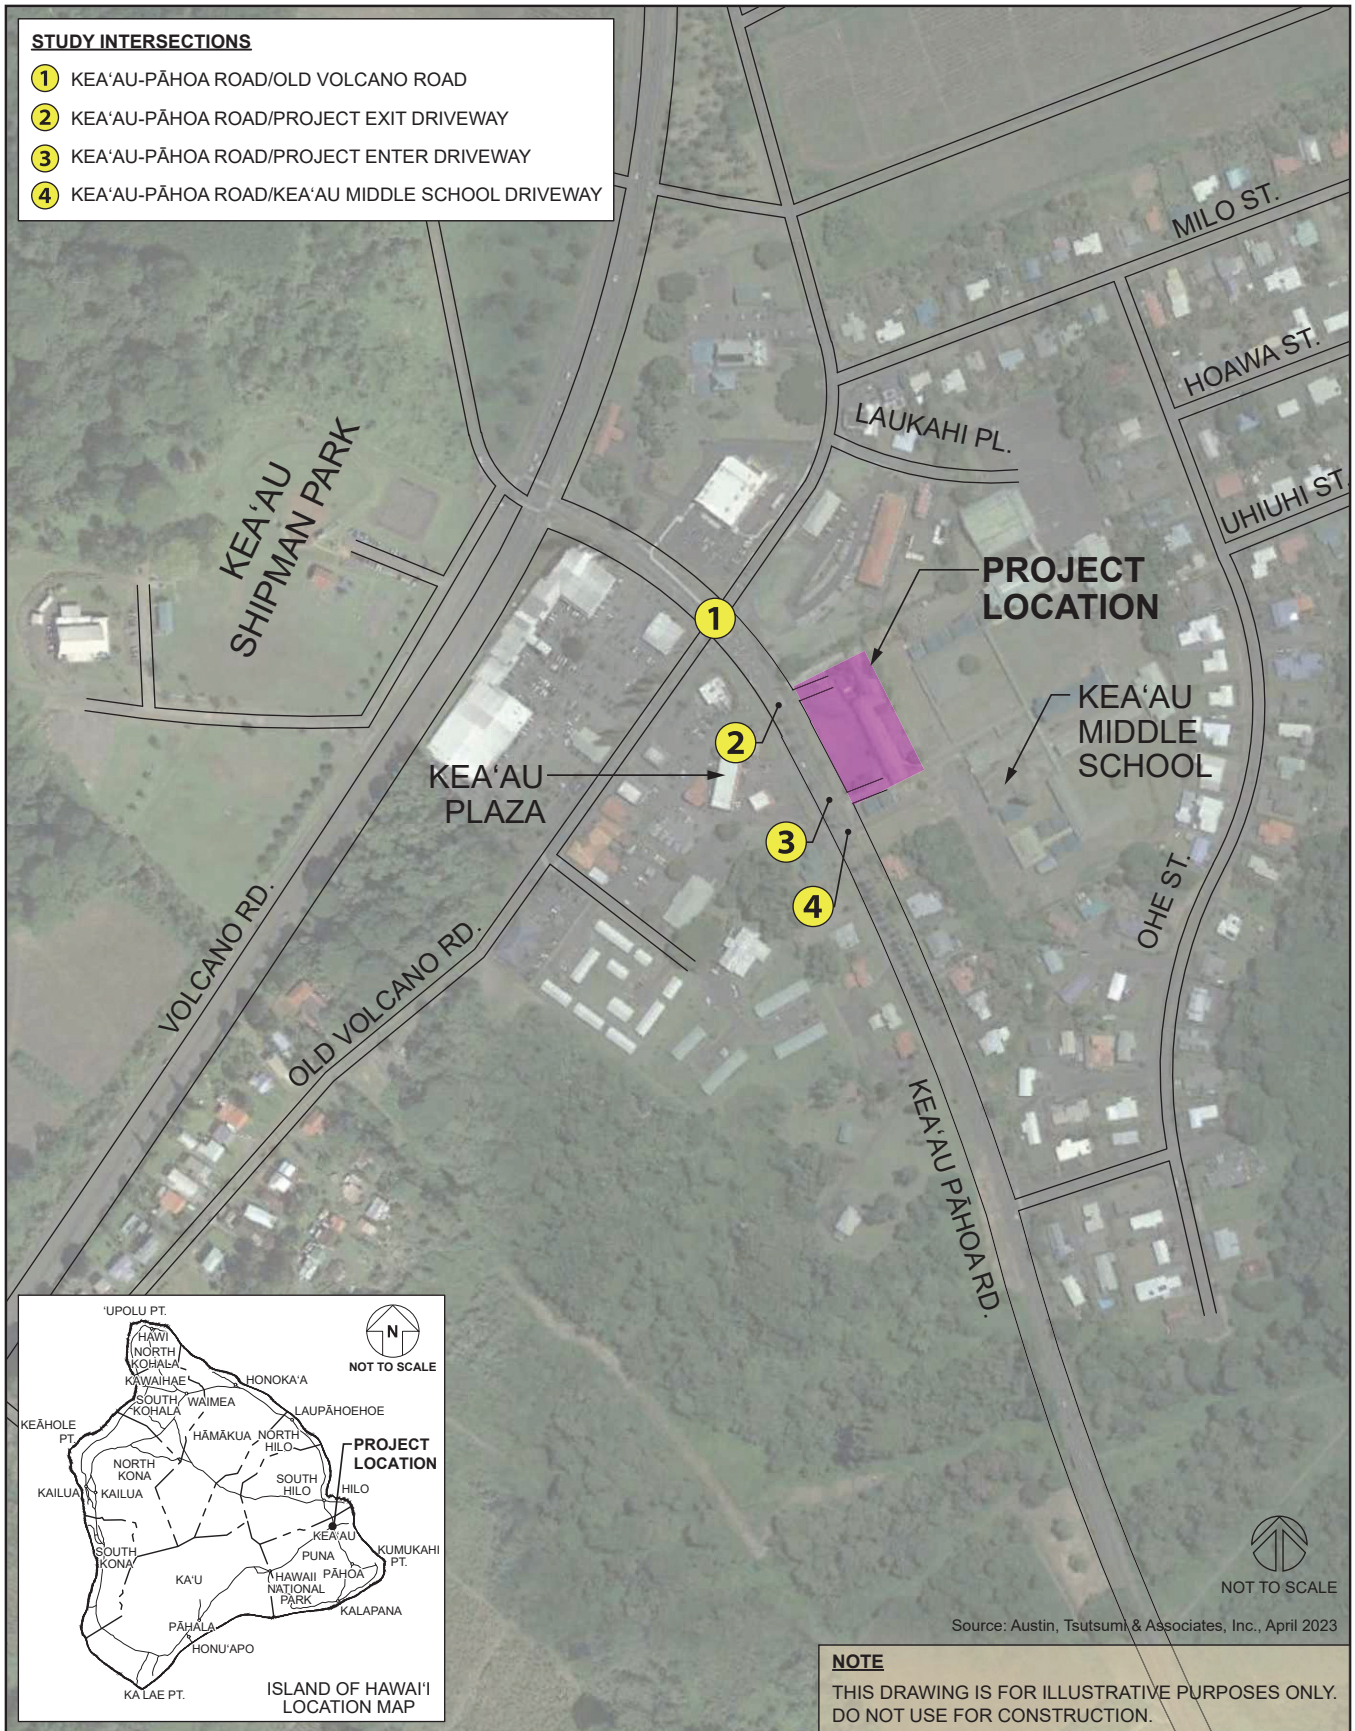 STUDY INTERSECTIONS
1 KEAʻAU-PĀHOA ROAD/OLD VOLCANO ROAD
2 KEAʻAU-PĀHOA ROAD/PROJECT EXIT DRIVEWAY
3 KEAʻAU-PĀHOA ROAD/PROJECT ENTER DRIVEWAY
4 KEAʻAU-PĀHOA ROAD/KEAʻAU MIDDLE SCHOOL DRIVEWAY
MILO ST.
HOAWA ST.
LAUKAHI PL.
UHIUHI ST.
KEAʻAU
SHIPMAN PARK
PROJECT
LOCATION
1
KEAʻAU
MIDDLE
SCHOOL
2
KEAʻAU
PLAZA
3
4
OHE ST.
VOLCANO RD.
OLD VOLCANO RD.
KEAʻAU PĀHOA RD.
ʻUPOLU PT.
HAWI
NORTH
KOHALA
KAWAIHAE
SOUTH
KOHALA
WAIMEA
HONOKAʻA
LAUPĀHOEHOE
KEĀHOLE
PT.
HĀMĀKUA
NORTH
HILO
PROJECT
LOCATION
NORTH
KONA
SOUTH
HILO
HILO
KAILUA
KAILUA
KEAʻAU
KUMUKAHI
PT.
PUNA
PĀHOA
SOUTH
KONA
KAʻU
HAWAII
NATIONAL
PARK
KALAPANA
PĀHALA
HONUʻAPO
KA LAE PT.
N
NOT TO SCALE
ISLAND OF HAWAIʻI
LOCATION MAP
NOT TO SCALE
Source: Austin, Tsutsumi & Associates, Inc., April 2023
NOTE
THIS DRAWING IS FOR ILLUSTRATIVE PURPOSES ONLY.
DO NOT USE FOR CONSTRUCTION.